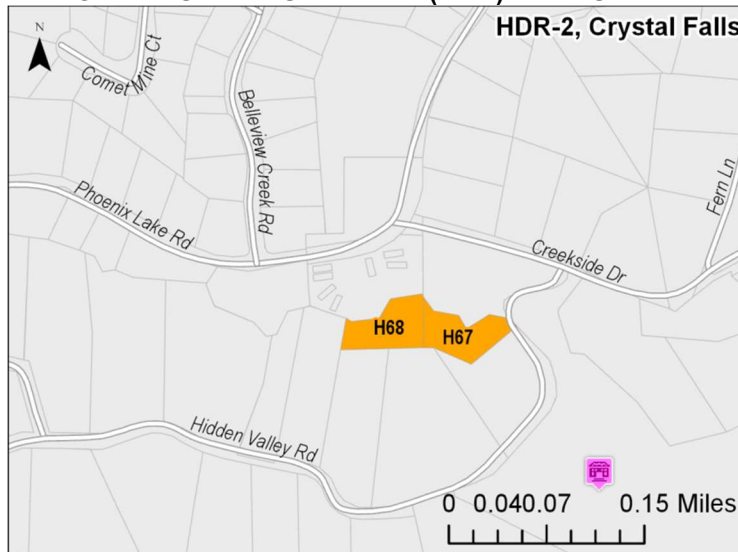 HDR-2, Crystal Falls
N
Comet Mine Ct
Belleview Creek Rd
Phoenix Lake Rd
Fern Ln
Creekside Dr
H68
H67
Hidden Valley Rd
0 0.040.07 0.15 Miles